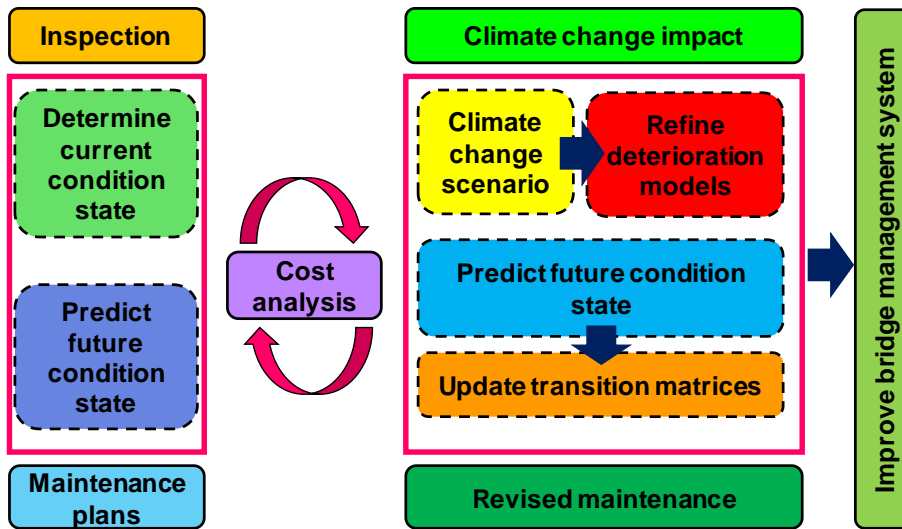 Inspection
Determine
current
condition
state
Predict
future
condition
state
Maintenance
plans
Cost
analysis
Climate change impact
Climate
change
scenario
Refine
deterioration
models
Predict future condition
state
Update transition matrices
Revised maintenance
Improve bridge management system